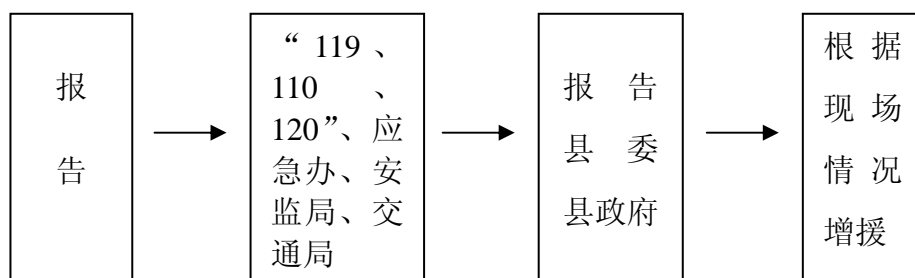 报
告
“119、
110、
120”、应
急办、安
监局、交
通局
报告
县委
县政府
根据
现场
情况
增援